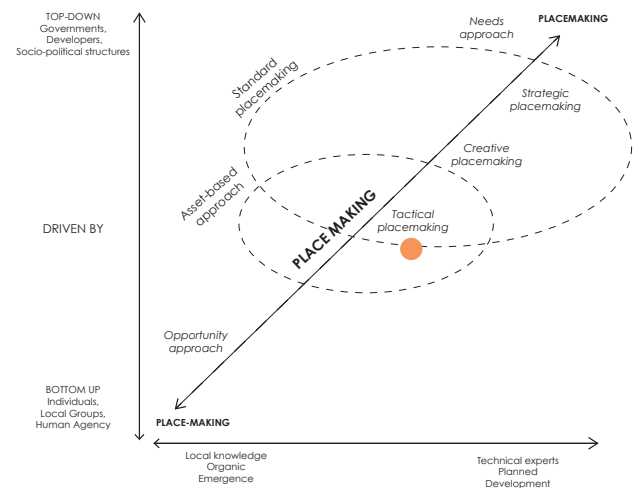 TOP-DOWN
Governments,
Developers,
Socio-political structures
Needs
approach
PLACEMAKING
Standard
placemaking
Strategic
placemaking
Creative
placemaking
Asset-based
approach
PLACE MAKING
Tactical
placemaking
DRIVEN BY
Opportunity
approach
BOTTOM UP
Individuals,
Local Groups,
Human Agency
PLACE-MAKING
Local knowledge
Organic
Emergence
Technical experts
Planned
Development